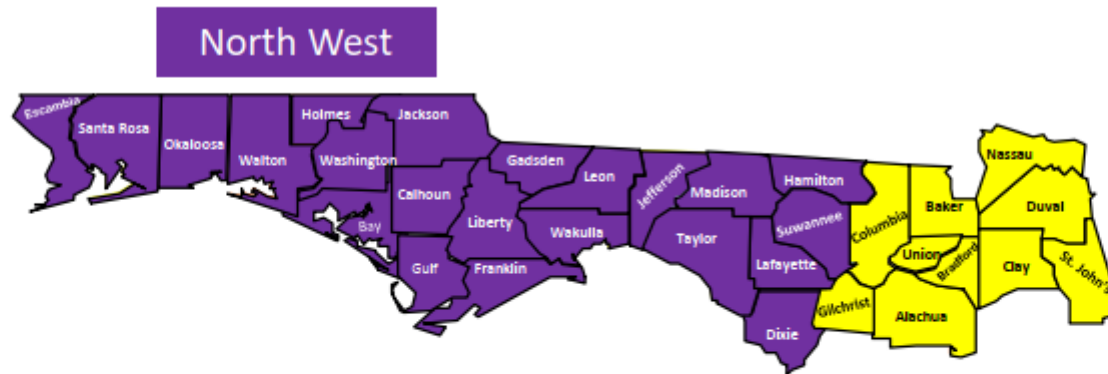 North West
Escambia
Santa Rosa
Okaloosa
Walton
Holmes
Washington
Jackson
Bay
Calhoun
Gulf
Gadsden
Liberty
Franklin
Leon
Wakulla
Jefferson
Madison
Taylor
Hamilton
Suwannee
Lafayette
Dixie
Columbia
Gilchrist
Baker
Union
Bradford
Alachua
Nassau
Duval
Clay
St. John's